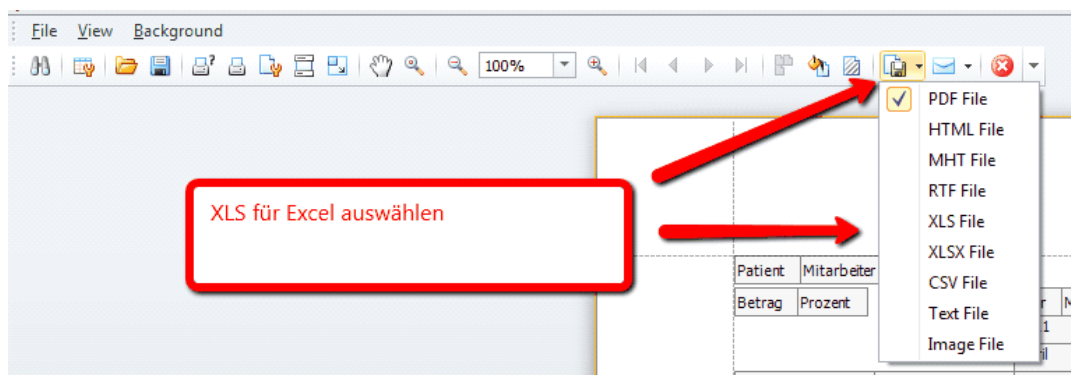 File View Background
100%
PDF File
HTML File
MHT File
RTF File
XLS für Excel auswählen
XLS File
XLSX File
Patient Mitarbeiter
CSV File
Betrag Prozent
Text File
Image File